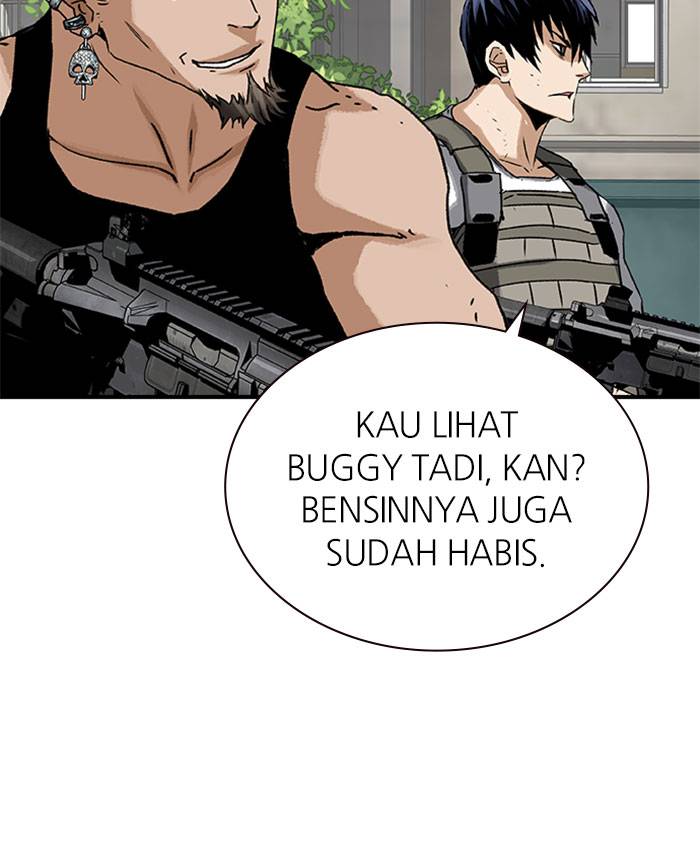 KAU LIHAT
BUGGY TADI, KAN?
BENSINNYA JUGA
SUDAH HABIS.